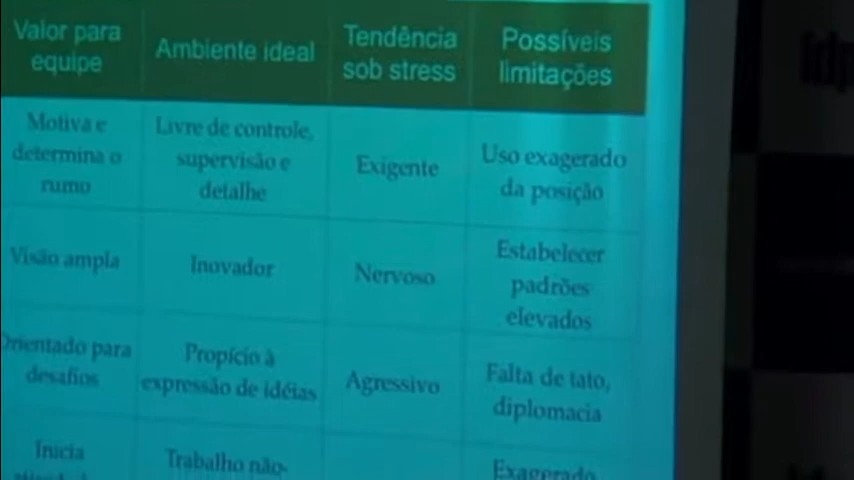 Valor para
equipe
Ambiente ideal
Tendência
sob stress
Possíveis
limitações
Motiva e
determina o
rumo
Livre de controle,
supervisão e
detalhe
Exigente
Uso exagerado
da posição
Visão ampla
Inovador
Nervoso
Estabelecer
padrões
elevados
Orientado para
desafios
Propício à
expressão de idéias
Agressivo
Falta de tato,
diplomacia
Inicia
Trabalho não-
Exagerado